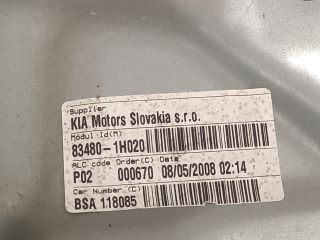 Supplier
KIA Motors Slovakia s.r.o.
Modul Id(M)
83480-1H020
ALC code Order(C) Date
P02 000670 08/05/2008 02:14
Car Number (C)
BSA 118085